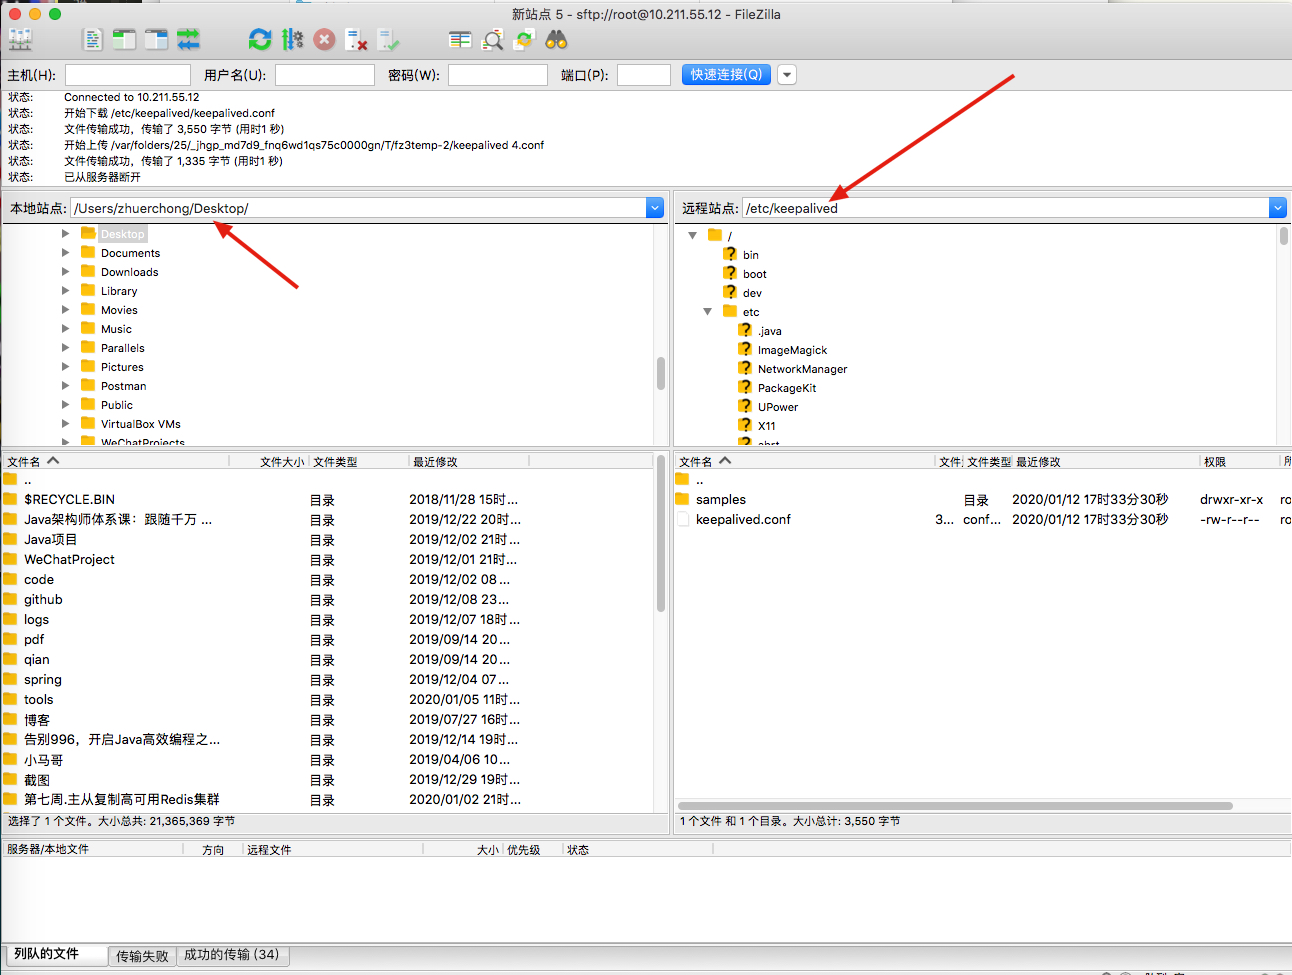 新站点 5 - sftp://root@10.211.55.12 - FileZilla
主机(H): 用户名(U): 密码(W): 端口(P): 快速连接(Q)
状态: Connected to 10.211.55.12
状态: 开始下载 /etc/keepalived/keepalived.conf
状态: 文件传输成功，传输了 3,550 字节 (用时1 秒)
状态: 开始上传 /var/folders/25/_jhgp_md7d9_fnq6wd1qs75c0000gn/T/fz3temp-2/keepalived 4.conf
状态: 文件传输成功，传输了 1,335 字节 (用时1 秒)
状态: 已从服务器断开
本地站点: /Users/zhuerchong/Desktop/
Desktop
Documents
Downloads
Library
Movies
Music
Parallels
Pictures
Postman
Public
VirtualBox VMs
WeChatProjects
远程站点: /etc/keepalived
/
bin
boot
dev
etc
.java
ImageMagick
NetworkManager
PackageKit
UPower
X11
abrt
文件名 文件大小 文件类型 最近修改
..
$RECYCLE.BIN 目录 2018/11/28 15时...
Java架构师体系课：跟随千万 ... 目录 2019/12/22 20时...
Java项目 目录 2019/12/02 21时...
WeChatProject 目录 2019/12/01 21时...
code 目录 2019/12/02 08...
github 目录 2019/12/08 23...
logs 目录 2019/12/07 18时...
pdf 目录 2019/09/14 20...
qian 目录 2019/09/14 20...
spring 目录 2019/12/04 07...
tools 目录 2020/01/05 11时...
博客 目录 2019/07/27 16时...
告别996，开启Java高效编程之... 目录 2019/12/14 19时...
小马哥 目录 2019/04/06 10...
截图 目录 2019/12/29 19时...
第七周.主从复制高可用Redis集群 目录 2020/01/02 21时...
选择了 1 个文件。大小总共: 21,365,369 字节
文件名 文件 文件类型 最近修改 权限
..
samples 目录 2020/01/12 17时33分30秒 drwxr-xr-x ro
keepalived.conf 3... conf... 2020/01/12 17时33分30秒 -rw-r--r-- ro
1 个文件 和 1 个目录。大小总计: 3,550 字节
服务器/本地文件 方向 远程文件 大小 优先级 状态
列队的文件 传输失败 成功的传输 (34)